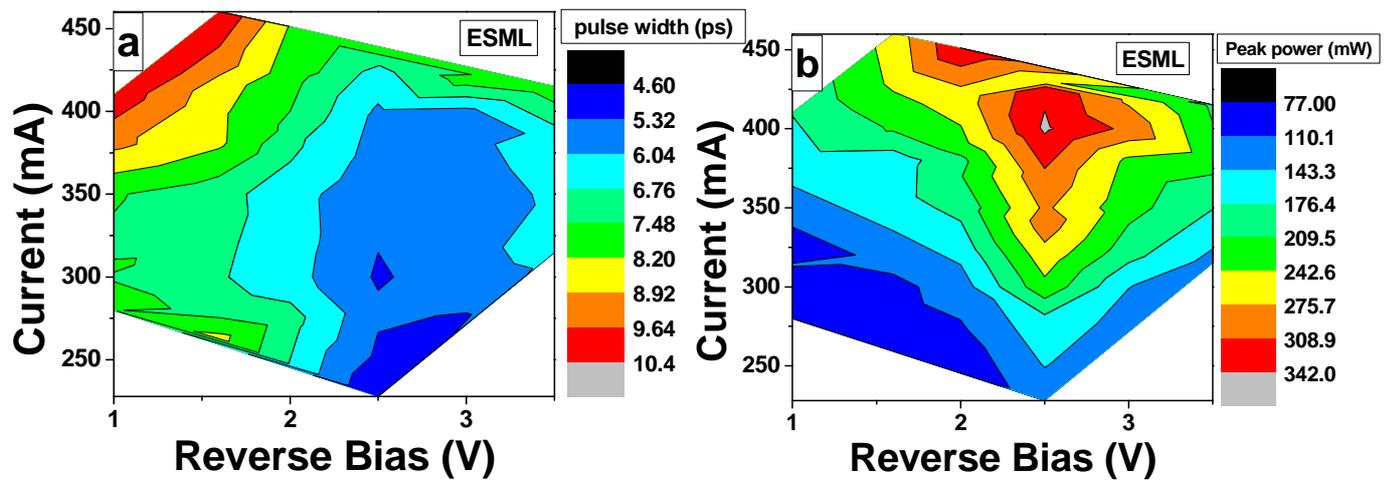 a
ESML
pulse width (ps)
4.60
5.32
6.04
6.76
7.48
8.20
8.92
9.64
10.4
450
400
350
300
250
1 2 3
Current (mA)
Reverse Bias (V)
b
ESML
Peak power (mW)
77.00
110.1
143.3
176.4
209.5
242.6
275.7
308.9
342.0
450
400
350
300
250
1 2 3
Current (mA)
Reverse Bias (V)